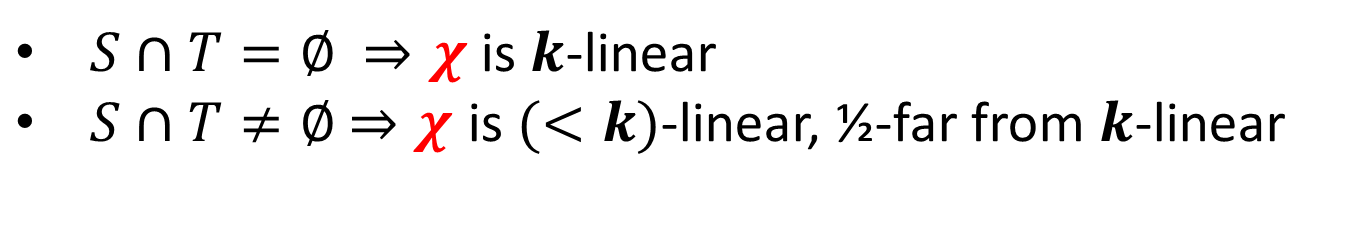 • S ∩ T = ∅ ⇒ χ is k-linear
• S ∩ T ≠ ∅ ⇒ χ is (< k)-linear, ½-far from k-linear